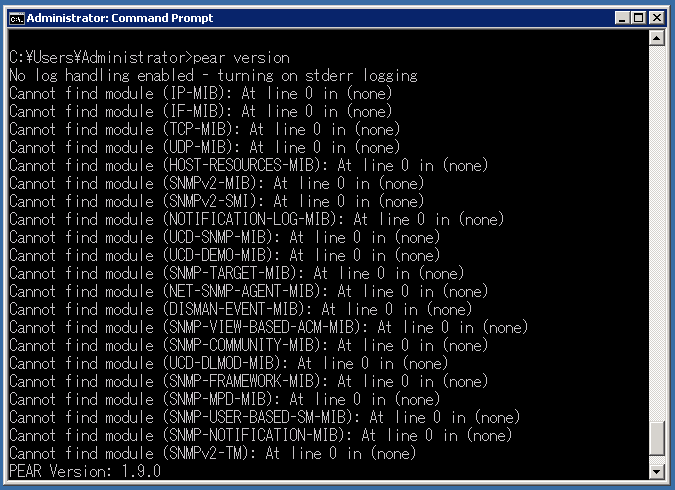 Administrator: Command Prompt
C:¥Users¥Administrator>pear version
No log handling enabled - turning on stderr logging
Cannot find module (IP-MIB): At line 0 in (none)
Cannot find module (IF-MIB): At line 0 in (none)
Cannot find module (TCP-MIB): At line 0 in (none)
Cannot find module (UDP-MIB): At line 0 in (none)
Cannot find module (HOST-RESOURCES-MIB): At line 0 in (none)
Cannot find module (SNMPv2-MIB): At line 0 in (none)
Cannot find module (SNMPv2-SMI): At line 0 in (none)
Cannot find module (NOTIFICATION-LOG-MIB): At line 0 in (none)
Cannot find module (UCD-SNMP-MIB): At line 0 in (none)
Cannot find module (UCD-DEMO-MIB): At line 0 in (none)
Cannot find module (SNMP-TARGET-MIB): At line 0 in (none)
Cannot find module (NET-SNMP-AGENT-MIB): At line 0 in (none)
Cannot find module (DISMAN-EVENT-MIB): At line 0 in (none)
Cannot find module (SNMP-VIEW-BASED-ACM-MIB): At line 0 in (none)
Cannot find module (SNMP-COMMUNITY-MIB): At line 0 in (none)
Cannot find module (UCD-DLMOD-MIB): At line 0 in (none)
Cannot find module (SNMP-FRAMEWORK-MIB): At line 0 in (none)
Cannot find module (SNMP-MPD-MIB): At line 0 in (none)
Cannot find module (SNMP-USER-BASED-SM-MIB): At line 0 in (none)
Cannot find module (SNMP-NOTIFICATION-MIB): At line 0 in (none)
Cannot find module (SNMPv2-TM): At line 0 in (none)
PEAR Version: 1.9.0